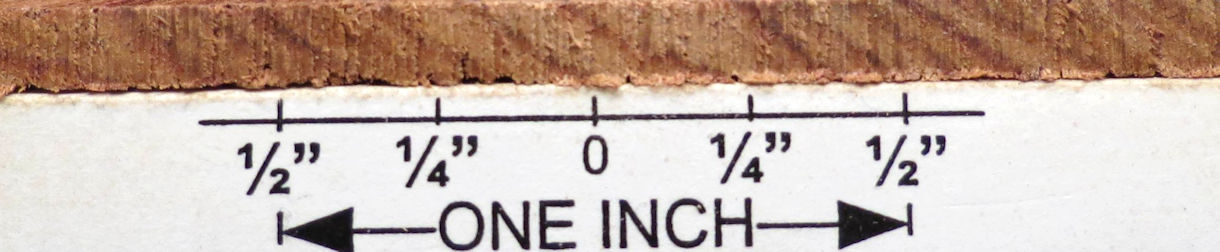 ½” ¼” 0 ¼” ½”
ONE INCH